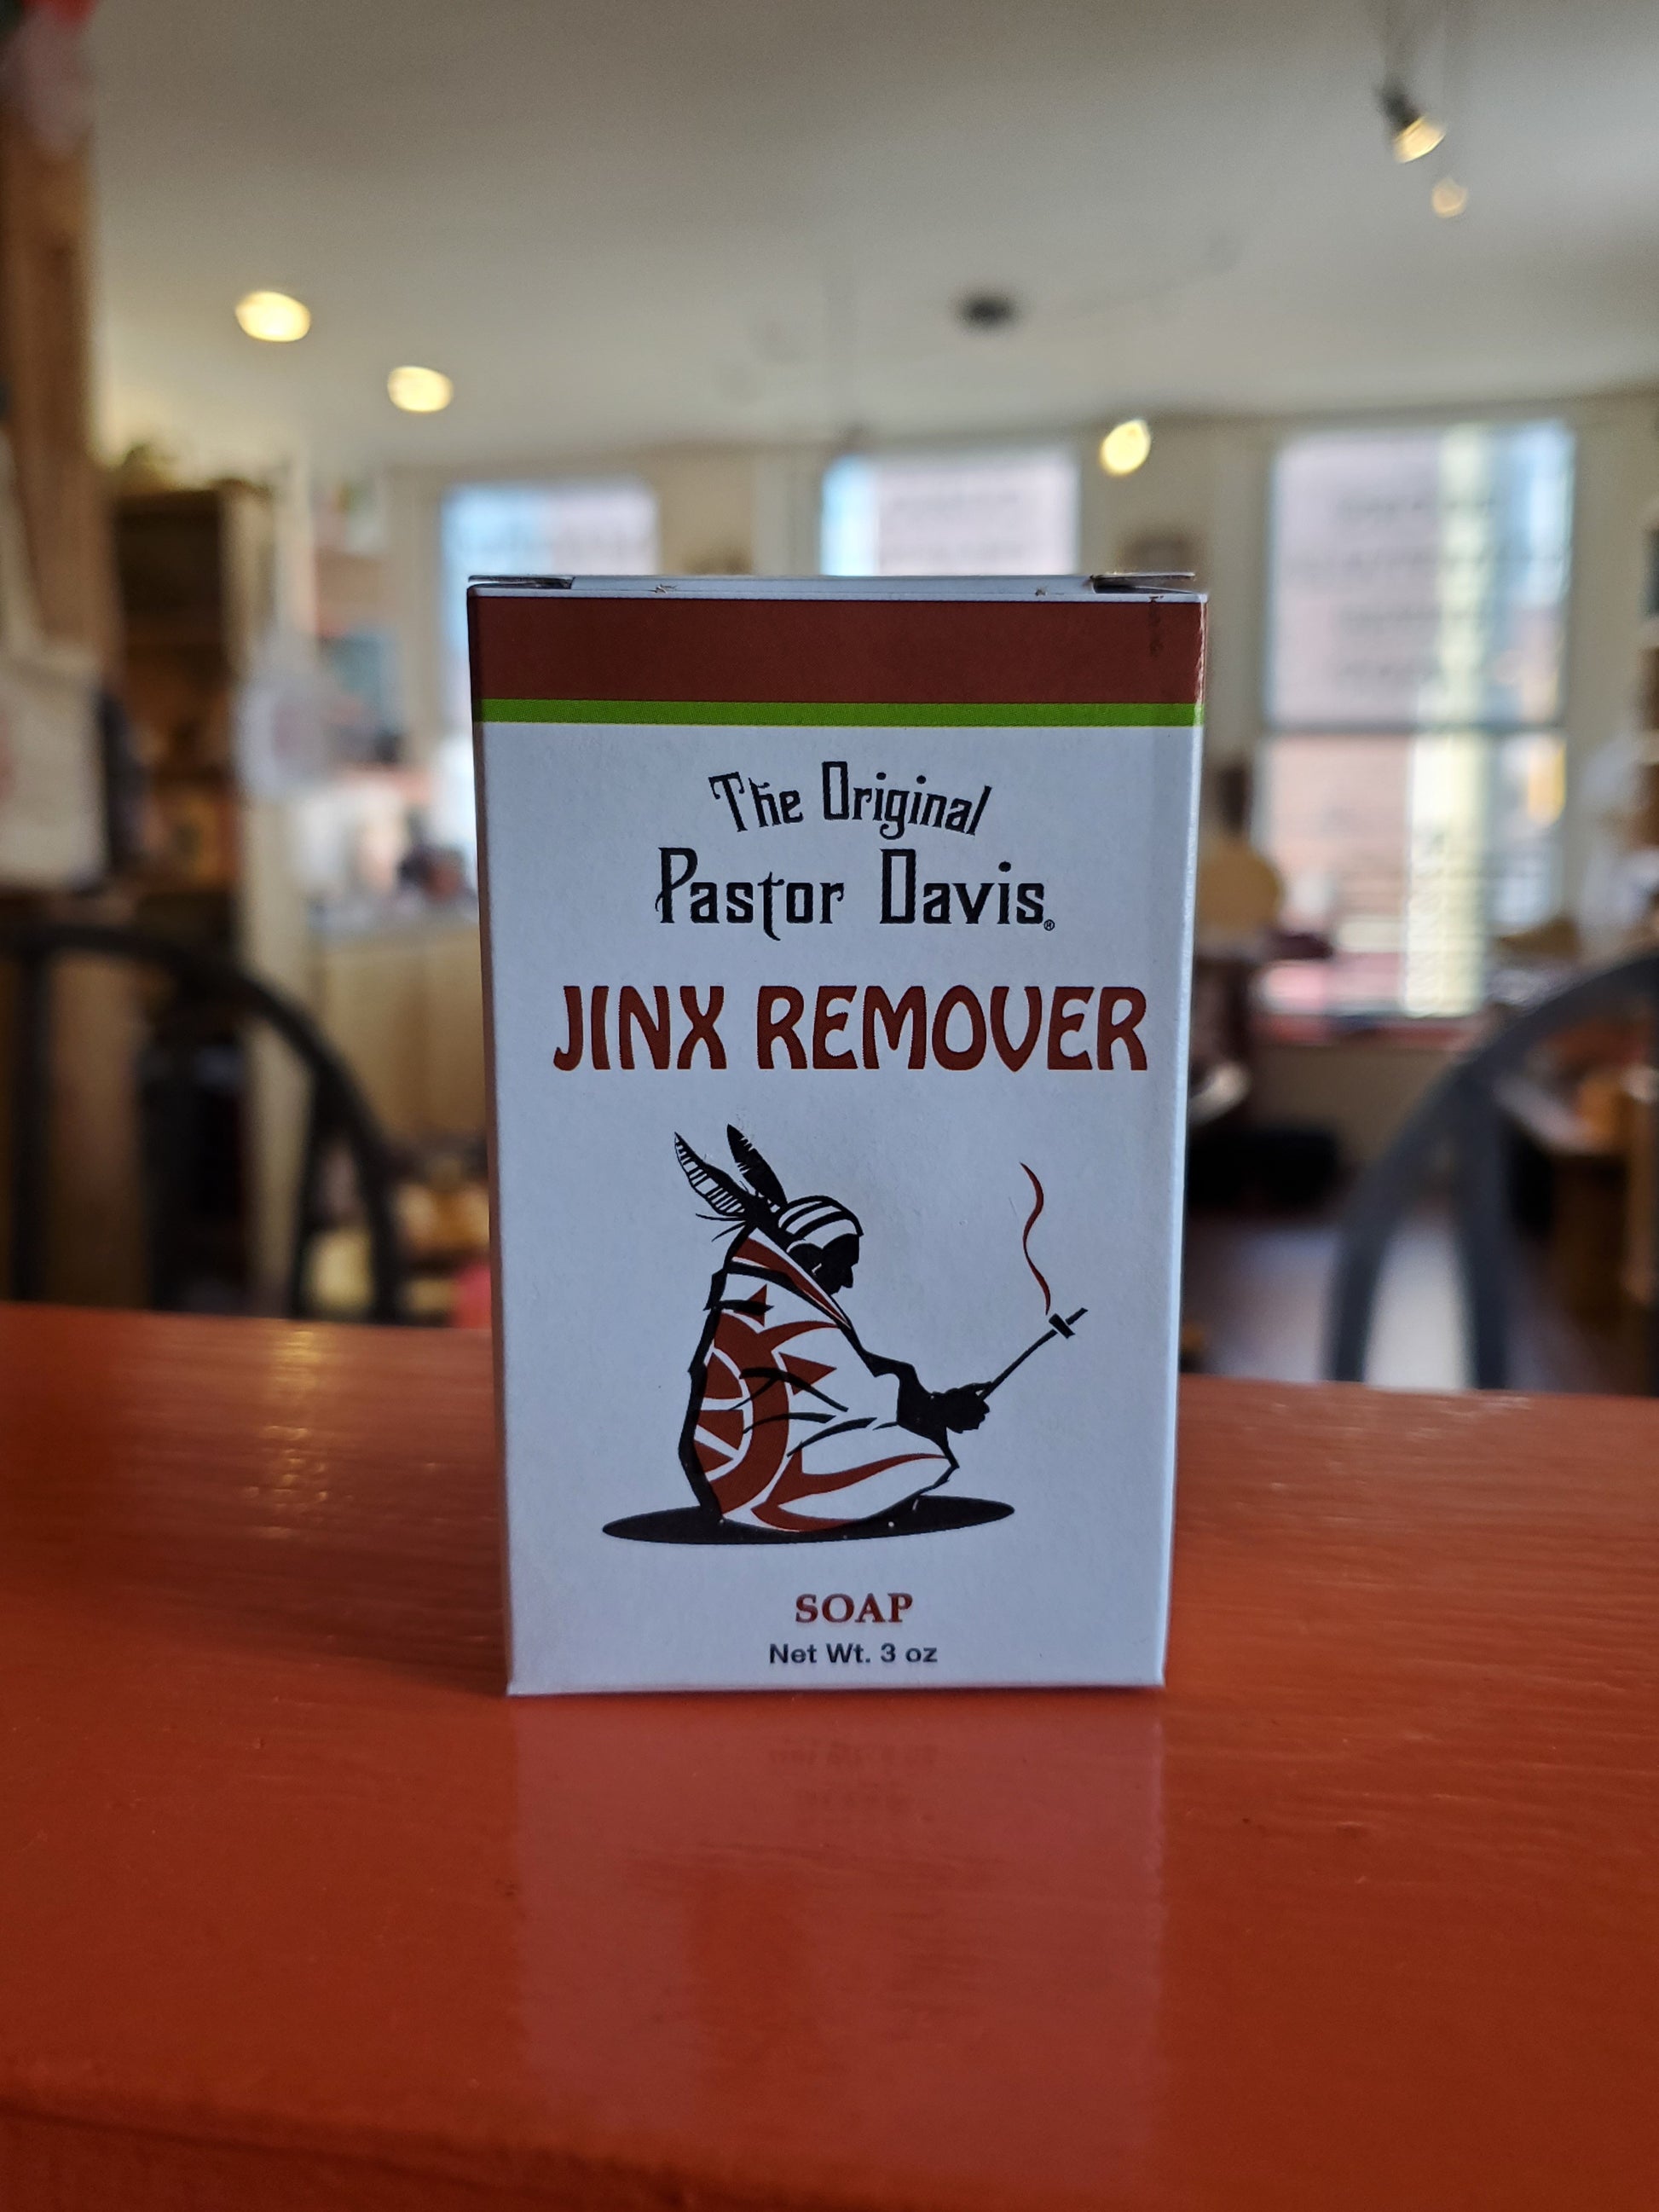 The Original
Pastor Davis®
JINX REMOVER
SOAP
Net Wt. 3 oz